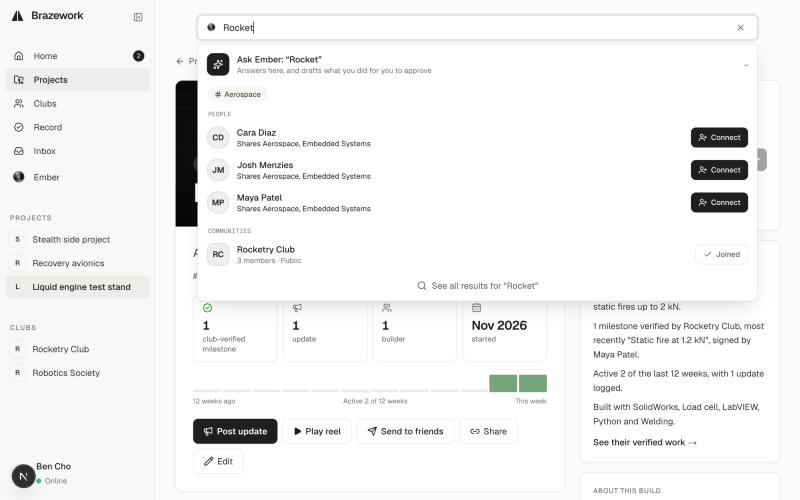 Brazework
Home
2
Projects
Clubs
Record
Inbox
Ember
PROJECTS
S Stealth side project
R Recovery avionics
L Liquid engine test stand
CLUBS
R Rocketry Club
R Robotics Society
N
Ben Cho
Online
Rocket
Ask Ember: “Rocket”
Answers here, and drafts what you did for you to approve
# Aerospace
PEOPLE
CD
Cara Diaz
Shares Aerospace, Embedded Systems
Connect
JM
Josh Menzies
Shares Aerospace, Embedded Systems
Connect
MP
Maya Patel
Shares Aerospace, Embedded Systems
Connect
COMMUNITIES
RC
Rocketry Club
3 members · Public
Joined
See all results for “Rocket”
1
club-verified
milestone
1
update
1
builder
Nov 2026
started
12 weeks ago
Active 2 of 12 weeks
This week
Post update
Play reel
Send to friends
Share
Edit
static fires up to 2 kN.
1 milestone verified by Rocketry Club, most
recently "Static fire at 1.2 kN", signed by
Maya Patel.
Active 2 of the last 12 weeks, with 1 update
logged.
Built with SolidWorks, Load cell, LabVIEW,
Python and Welding.
See their verified work →
ABOUT THIS BUILD